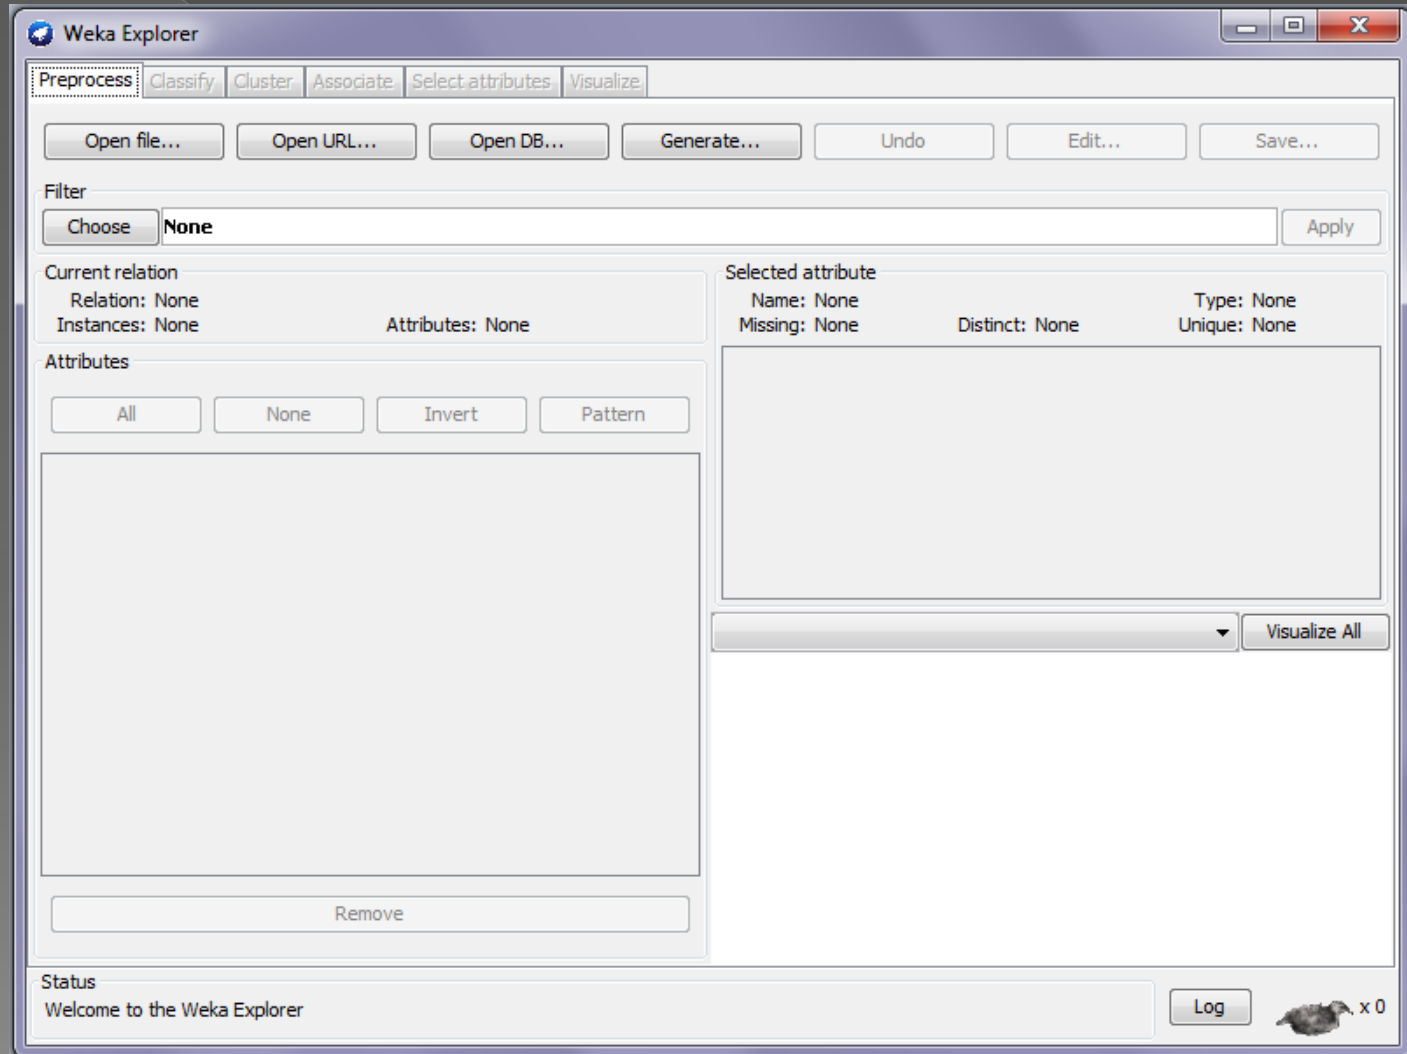 Weka Explorer
Preprocess Classify Cluster Associate Select attributes Visualize
Open file... Open URL... Open DB... Generate... Undo Edit... Save...
Filter
Choose None Apply
Current relation
Relation: None
Instances: None Attributes: None
Selected attribute
Name: None Type: None
Missing: None Distinct: None Unique: None
Attributes
All None Invert Pattern
Visualize All
Remove
Status
Welcome to the Weka Explorer
Log x 0